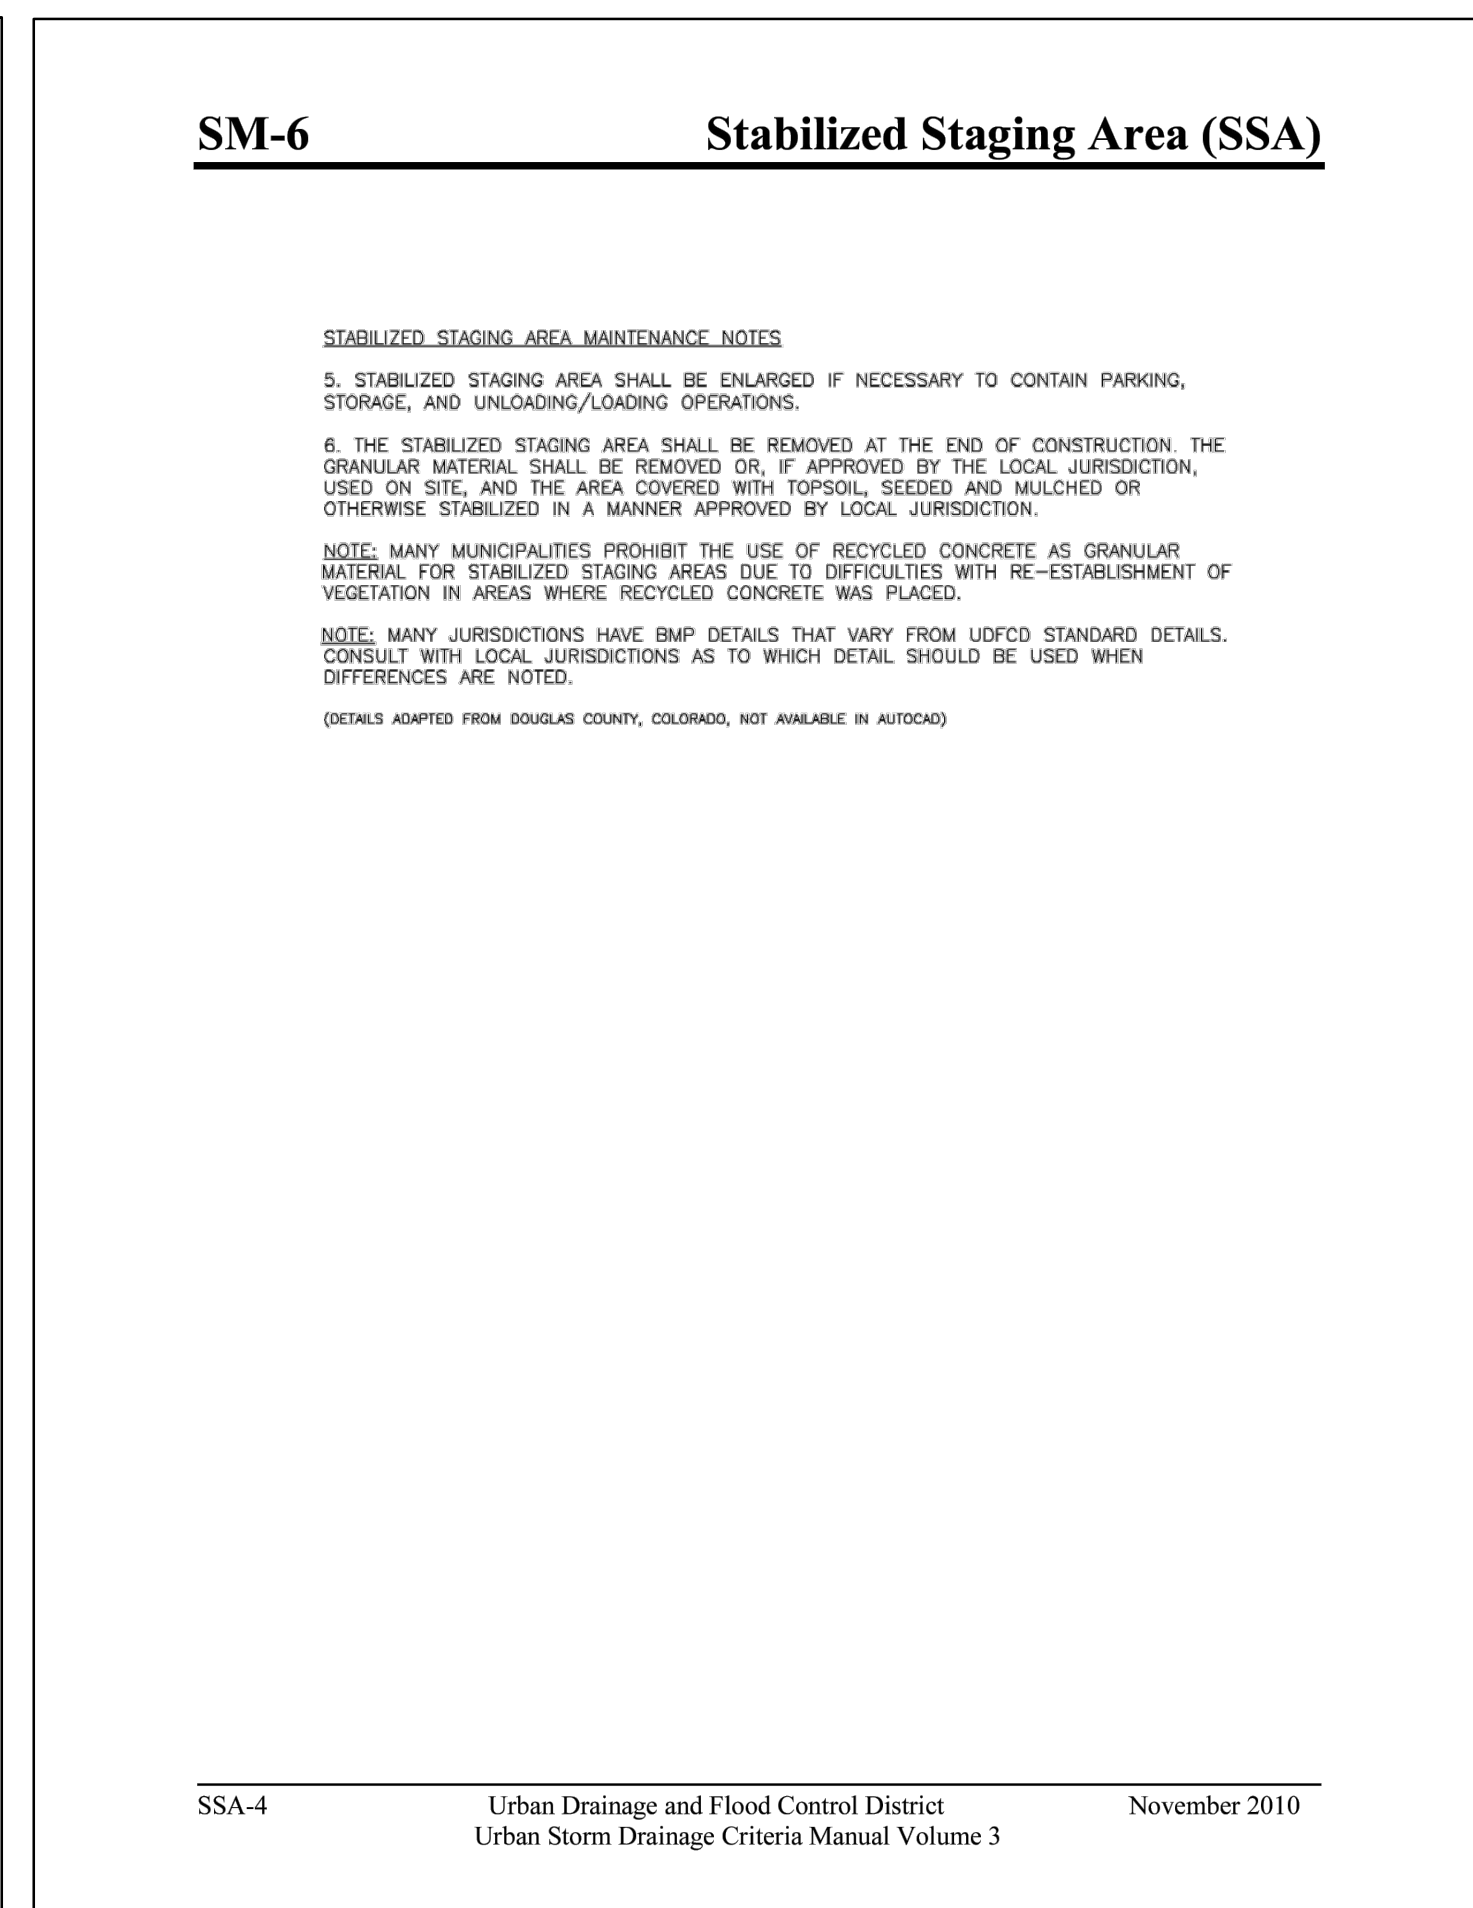 SM-6 Stabilized Staging Area (SSA)
STABILIZED STAGING AREA MAINTENANCE NOTES
5. STABILIZED STAGING AREA SHALL BE ENLARGED IF NECESSARY TO CONTAIN PARKING,
STORAGE, AND UNLOADING/LOADING OPERATIONS.
6. THE STABILIZED STAGING AREA SHALL BE REMOVED AT THE END OF CONSTRUCTION. THE
GRANULAR MATERIAL SHALL BE REMOVED OR, IF APPROVED BY THE LOCAL JURISDICTION,
USED ON SITE, AND THE AREA COVERED WITH TOPSOIL, SEEDED AND MULCHED OR
OTHERWISE STABILIZED IN A MANNER APPROVED BY LOCAL JURISDICTION.
NOTE: MANY MUNICIPALITIES PROHIBIT THE USE OF RECYCLED CONCRETE AS GRANULAR
MATERIAL FOR STABILIZED STAGING AREAS DUE TO DIFFICULTIES WITH RE-ESTABLISHMENT OF
VEGETATION IN AREAS WHERE RECYCLED CONCRETE WAS PLACED.
NOTE: MANY JURISDICTIONS HAVE BMP DETAILS THAT VARY FROM UDFCD STANDARD DETAILS.
CONSULT WITH LOCAL JURISDICTIONS AS TO WHICH DETAIL SHOULD BE USED WHEN
DIFFERENCES ARE NOTED.
(DETAILS ADAPTED FROM DOUGLAS COUNTY, COLORADO, NOT AVAILABLE IN AUTOCAD)
SSA-4 Urban Drainage and Flood Control District November 2010
Urban Storm Drainage Criteria Manual Volume 3